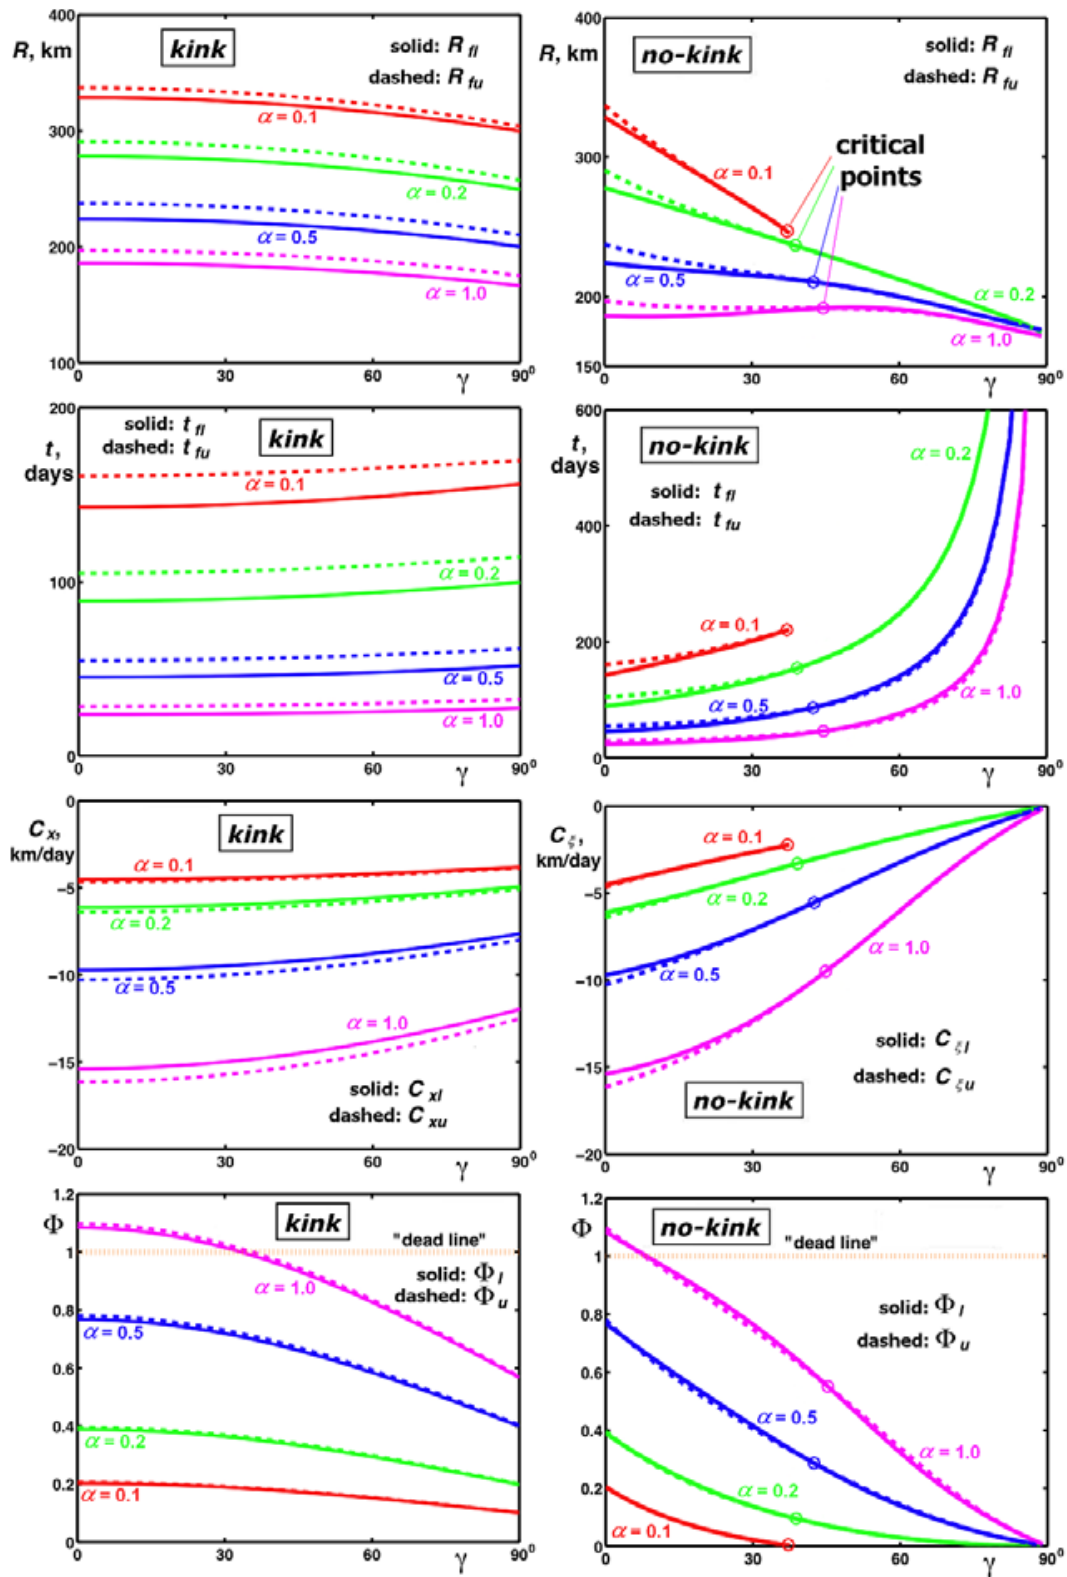 400
R, km
kink
solid: R fl
dashed: R fu
300
α = 0.1
α = 0.2
200
α = 0.5
α = 1.0
100
0
30
60
90⁰
γ
400
R, km
no-kink
solid: R fl
dashed: R fu
critical
points
300
α = 0.1
α = 0.5
α = 0.2
200
α = 1.0
150
0
30
60
90⁰
γ
200
solid: t fl
dashed: t fu
kink
t,
days
α = 0.1
100
α = 0.2
α = 0.5
α = 1.0
0
0
30
60
90⁰
γ
600
t,
days
no-kink
α = 0.2
solid: t fl
dashed: t fu
400
α = 0.1
200
α = 0.5
α = 1.0
0
0
30
60
90⁰
γ
0
C x,
km/day
kink
α = 0.1
−5
α = 0.2
−10
α = 0.5
α = 1.0
−15
solid: C xl
dashed: C xu
−20
0
30
60
90⁰
γ
0
C ξ,
km/day
α = 0.1
−5
α = 0.2
α = 1.0
α = 0.5
−10
solid: C ξl
dashed: C ξu
−15
no-kink
−20
0
30
60
90⁰
γ
1.2
Φ
kink
"dead line"
1
solid: Φ l
dashed: Φ u
α = 1.0
0.8
α = 0.5
0.6
0.4
α = 0.2
0.2
α = 0.1
0
0
30
60
90⁰
γ
1.2
Φ
no-kink
"dead line"
1
solid: Φ l
dashed: Φ u
0.8
0.6
α = 0.5
0.4
α = 1.0
0.2
α = 0.2
α = 0.1
0
0
30
60
90⁰
γ